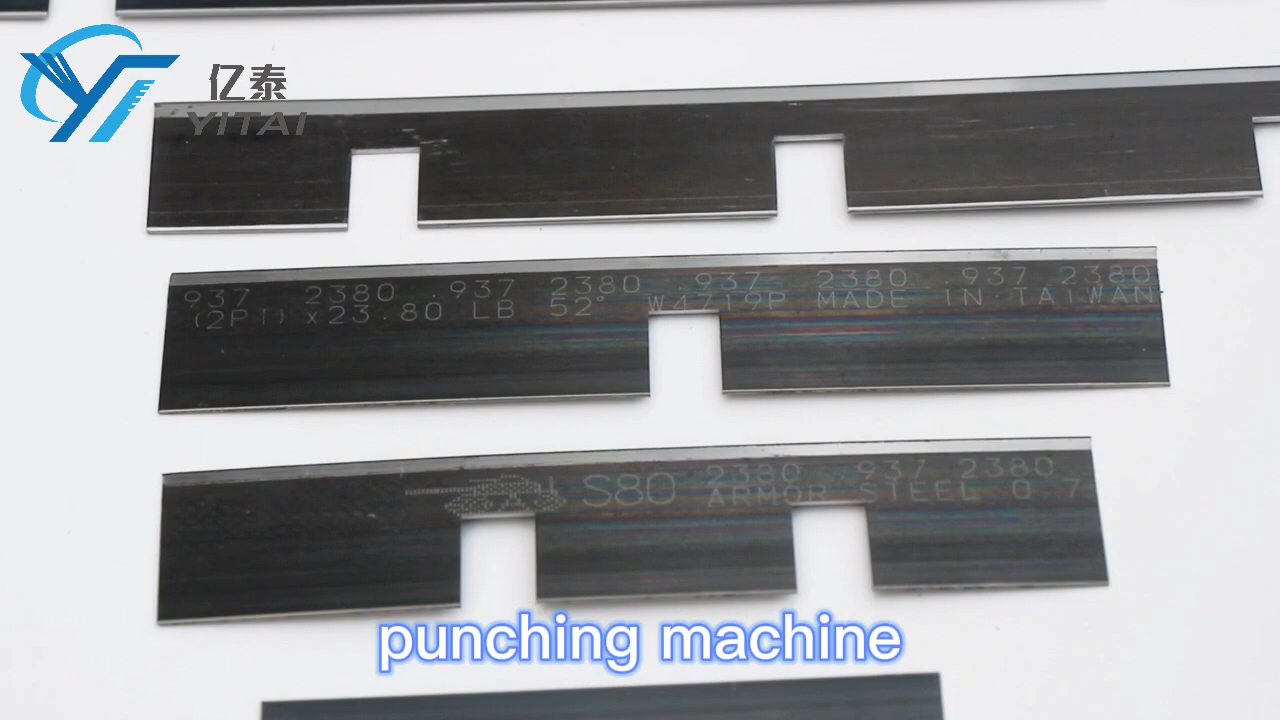 亿泰
YITAI
937 2380 .937 2380 .937 2380 .937 2380
(2PT) x23.80 LB 52° W4719P MADE IN TAIWAN
S80 2380 .937 2380
ARMOR STEEL 0.7
punching machine